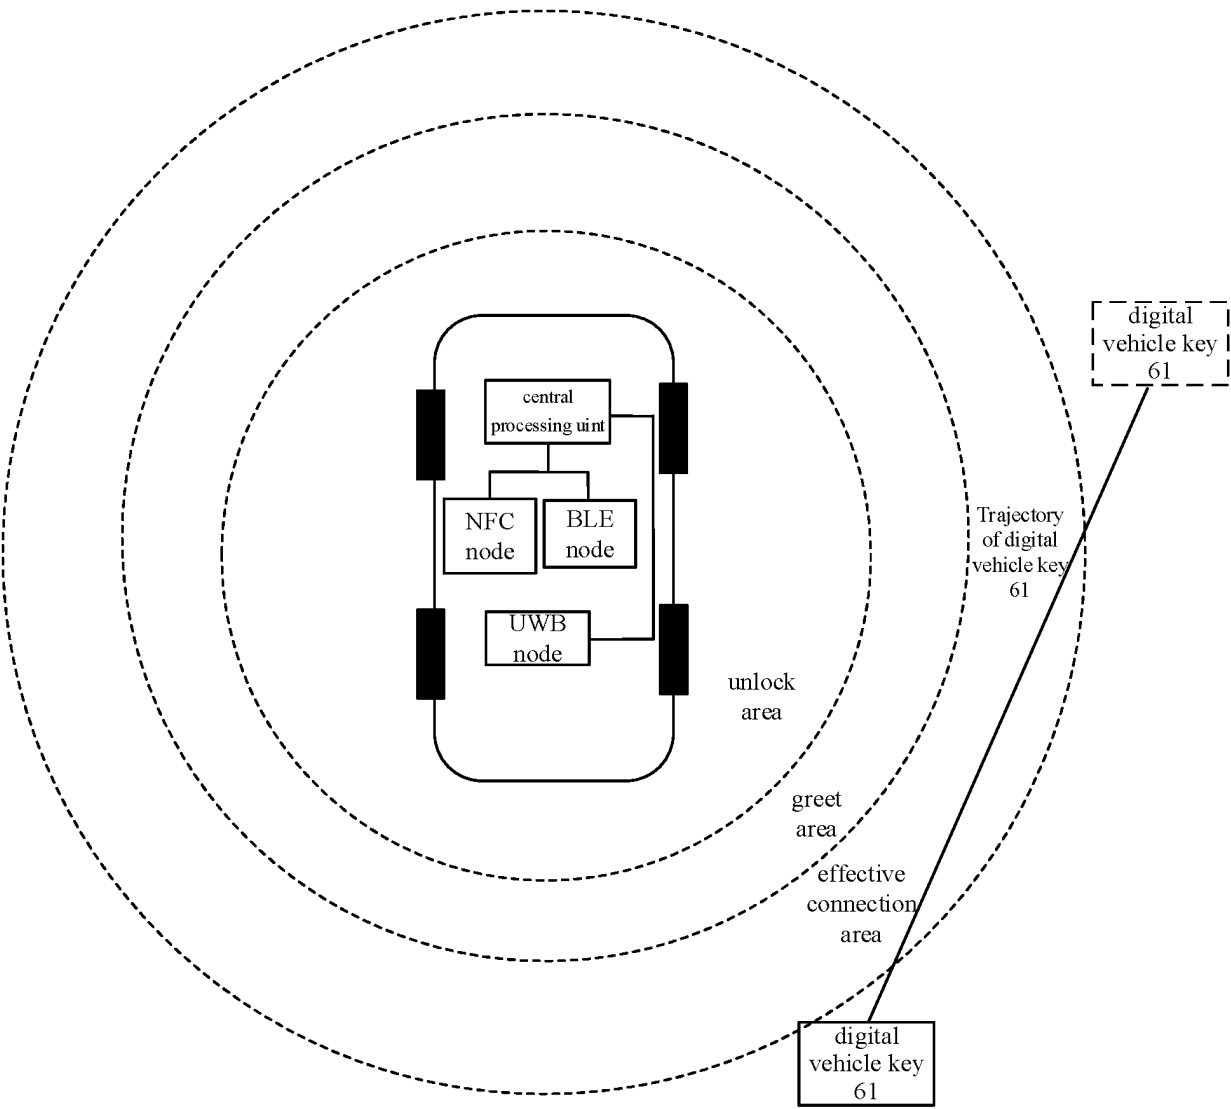 digital
vehicle key
61
central
processing uint
NFC
node
BLE
node
Trajectory
of digital
vehicle key
61
UWB
node
unlock
area
greet
area
effective
connection
area
digital
vehicle key
61